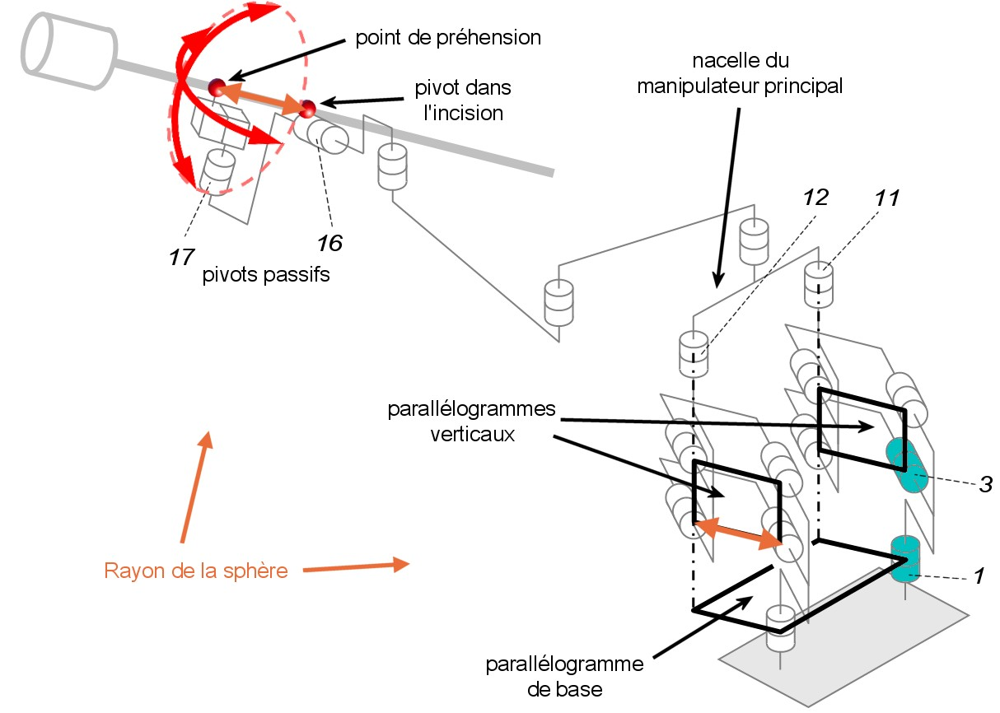 point de préhension
pivot dans
l'incision
nacelle du
manipulateur principal
12
11
17
16
pivots passifs
parallélogrammes
verticaux
3
Rayon de la sphère
1
parallélogramme
de base